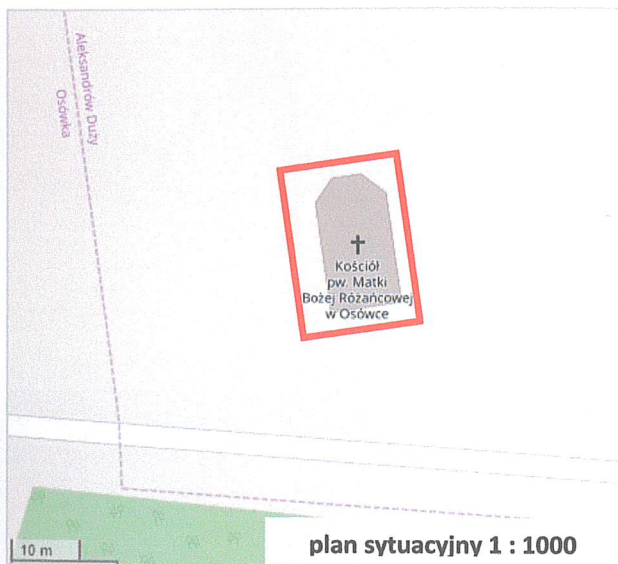 Aleksandrów Duży
Osówka
Kościół
pw. Matki
Bożej Różańcowej
w Osówce
10 m
plan sytuacyjny 1 : 1000